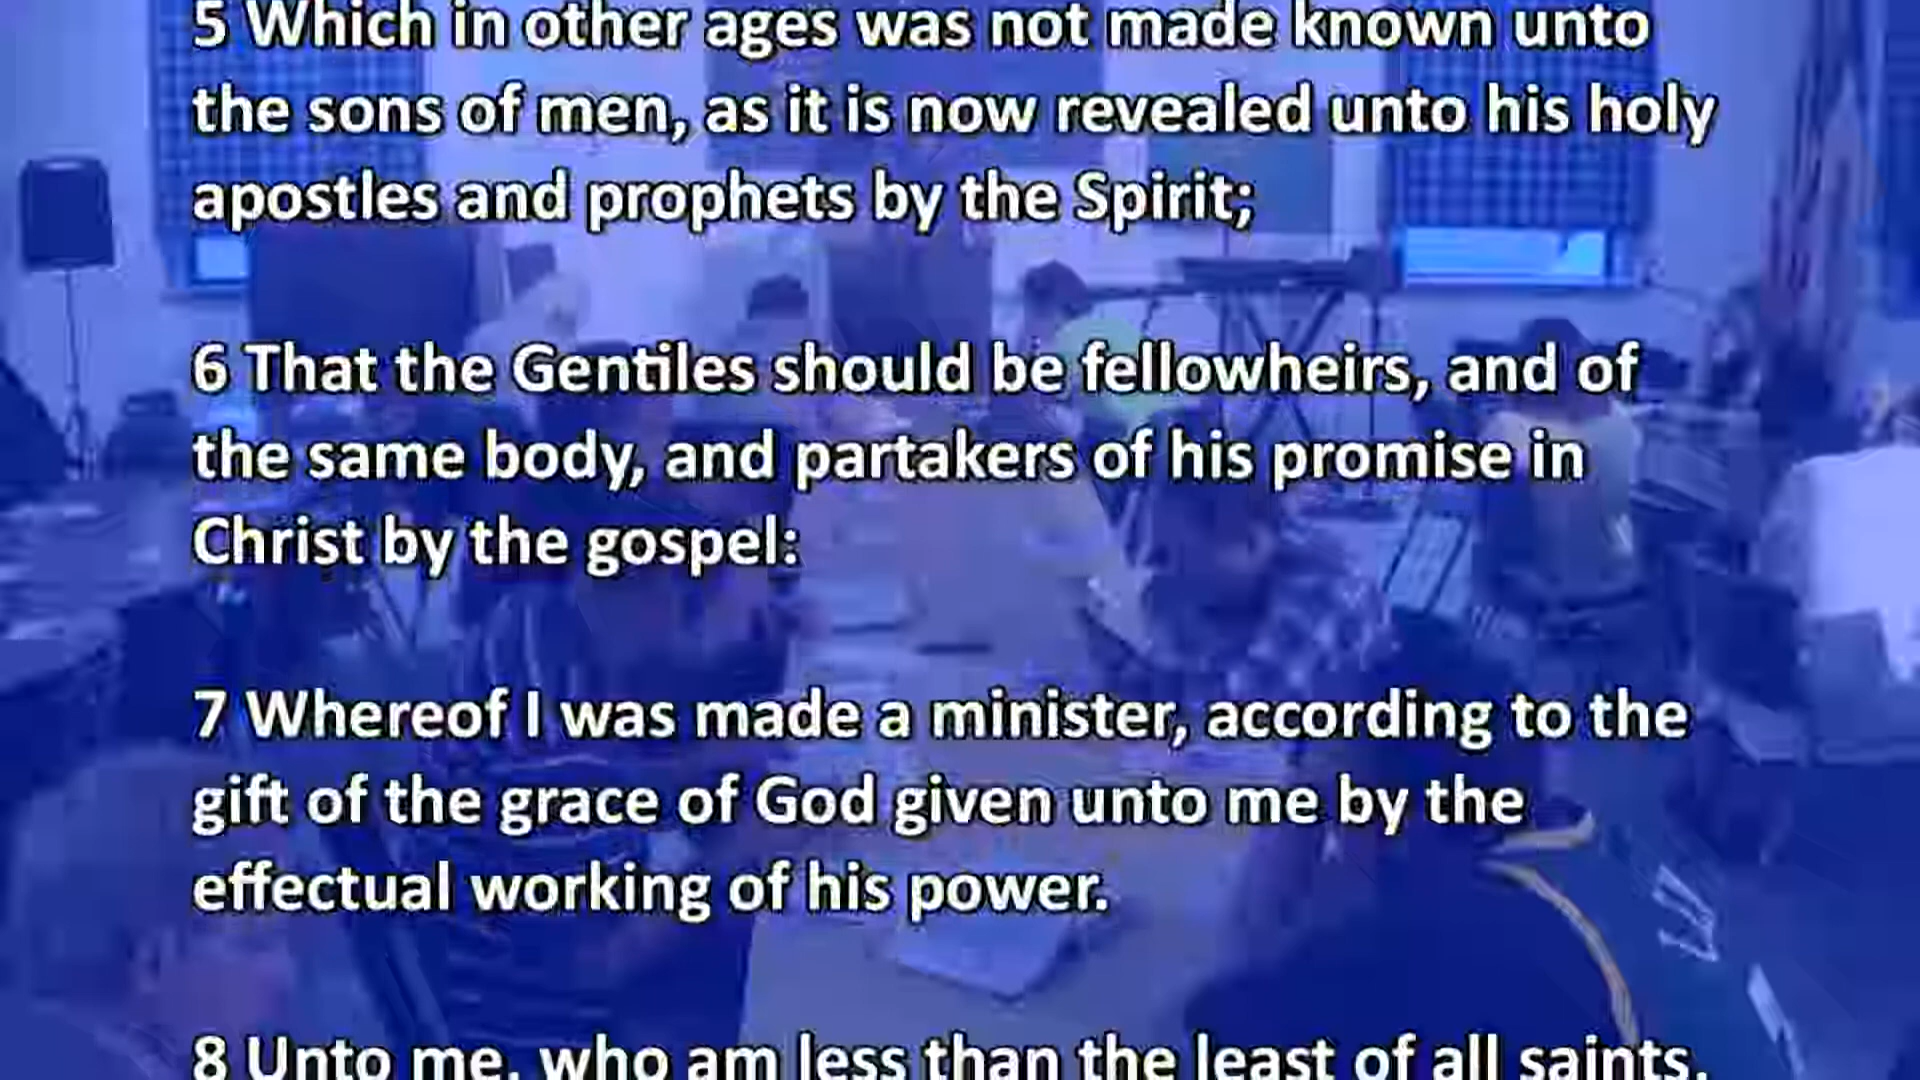 5 Which in other ages was not made known unto
the sons of men, as it is now revealed unto his holy
apostles and prophets by the Spirit;
6 That the Gentiles should be fellowheirs, and of
the same body, and partakers of his promise in
Christ by the gospel:
7 Whereof I was made a minister, according to the
gift of the grace of God given unto me by the
effectual working of his power.
8 Unto me, who am less than the least of all saints,